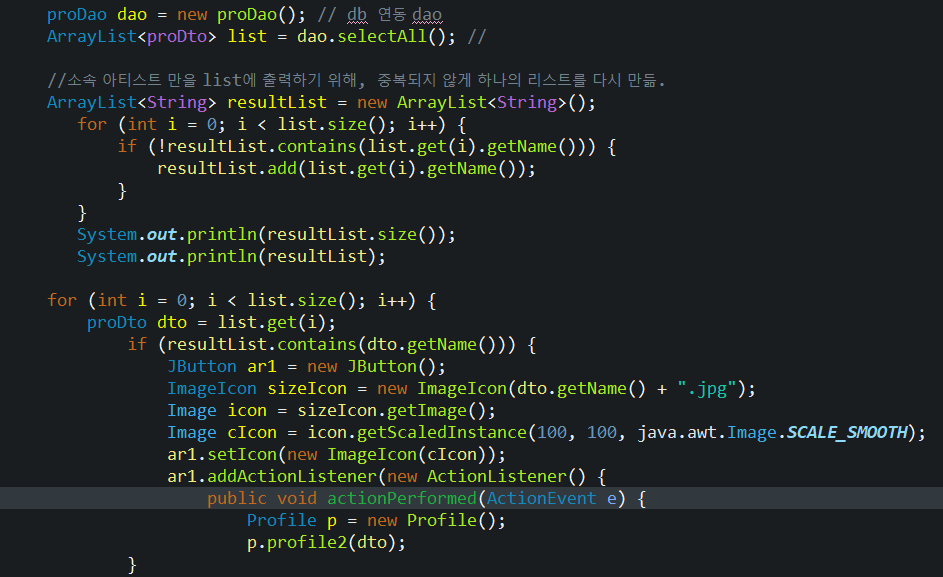 proDao dao = new proDao(); // db 연동 dao
ArrayList<proDto> list = dao.selectAll(); //
//소속 아티스트 만을 list에 출력하기 위해, 중복되지 않게 하나의 리스트를 다시 만듦.
ArrayList<String> resultList = new ArrayList<String>();
for (int i = 0; i < list.size(); i++) {
if (!resultList.contains(list.get(i).getName())) {
resultList.add(list.get(i).getName());
}
}
System.out.println(resultList.size());
System.out.println(resultList);
for (int i = 0; i < list.size(); i++) {
proDto dto = list.get(i);
if (resultList.contains(dto.getName())) {
JButton ar1 = new JButton();
ImageIcon sizeIcon = new ImageIcon(dto.getName() + ".jpg");
Image icon = sizeIcon.getImage();
Image cIcon = icon.getScaledInstance(100, 100, java.awt.Image.SCALE_SMOOTH);
ar1.setIcon(new ImageIcon(cIcon));
ar1.addActionListener(new ActionListener() {
public void actionPerformed(ActionEvent e) {
Profile p = new Profile();
p.profile2(dto);
}